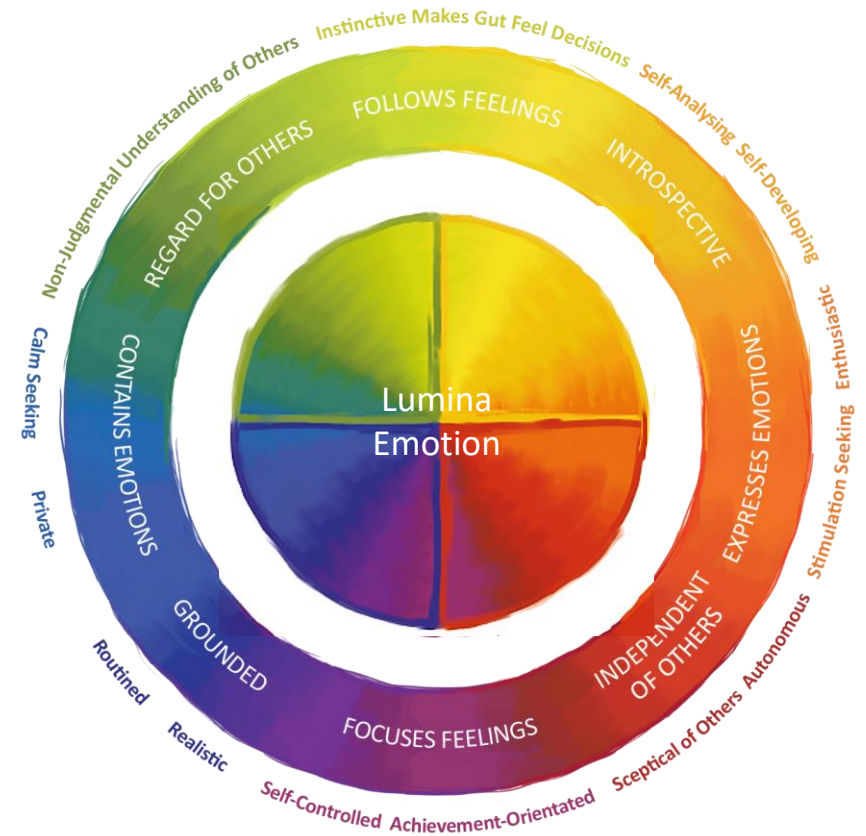 Instinctive Makes Gut Feel Decisions
Self-Analysing Self-Developing
Enthusiastic
Stimulation Seeking
Sceptical of Others Autonomous
Self-Controlled Achievement-Orientated
Realistic
Routined
Private
Calm Seeking
Non-Judgmental Understanding of Others
FOLLOWS FEELINGS
INTROSPECTIVE
EXPRESSES EMOTIONS
INDEPENDENT
OF OTHERS
FOCUSES FEELINGS
GROUNDED
CONTAINS EMOTIONS
REGARD FOR OTHERS
Lumina
Emotion